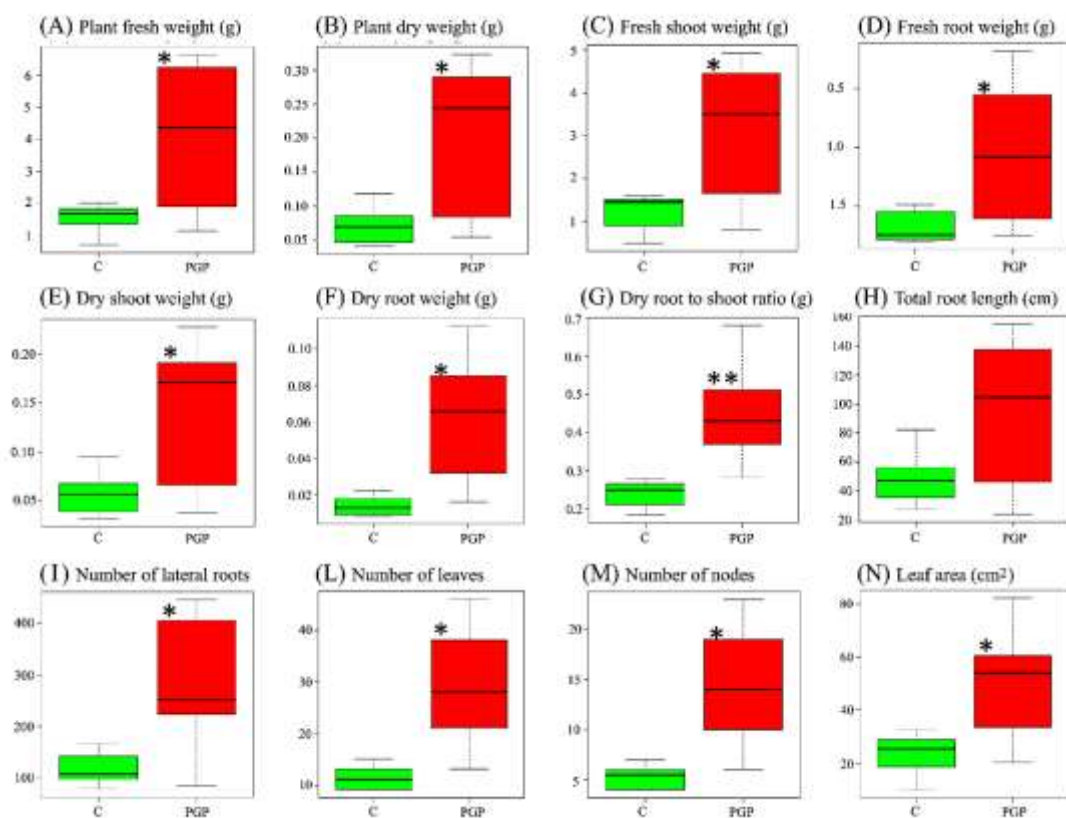 (A) Plant fresh weight (g)
6
5
4
3
2
1
*
C PGP
(B) Plant dry weight (g)
0.30
0.25
0.20
0.15
0.10
0.05
*
C PGP
(C) Fresh shoot weight (g)
5
4
3
2
1
*
C PGP
(D) Fresh root weight (g)
0.5
1.0
1.5
*
C PGP
(E) Dry shoot weight (g)
0.20
0.15
0.10
0.05
*
C PGP
(F) Dry root weight (g)
0.10
0.08
0.06
0.04
0.02
*
C PGP
(G) Dry root to shoot ratio (g)
0.7
0.6
0.5
0.4
0.3
0.2
**
C PGP
(H) Total root length (cm)
160
140
120
100
80
60
40
20
C PGP
(I) Number of lateral roots
400
300
200
100
*
C PGP
(L) Number of leaves
40
30
20
10
*
C PGP
(M) Number of nodes
20
15
10
5
*
C PGP
(N) Leaf area (cm²)
80
60
40
20
*
C PGP